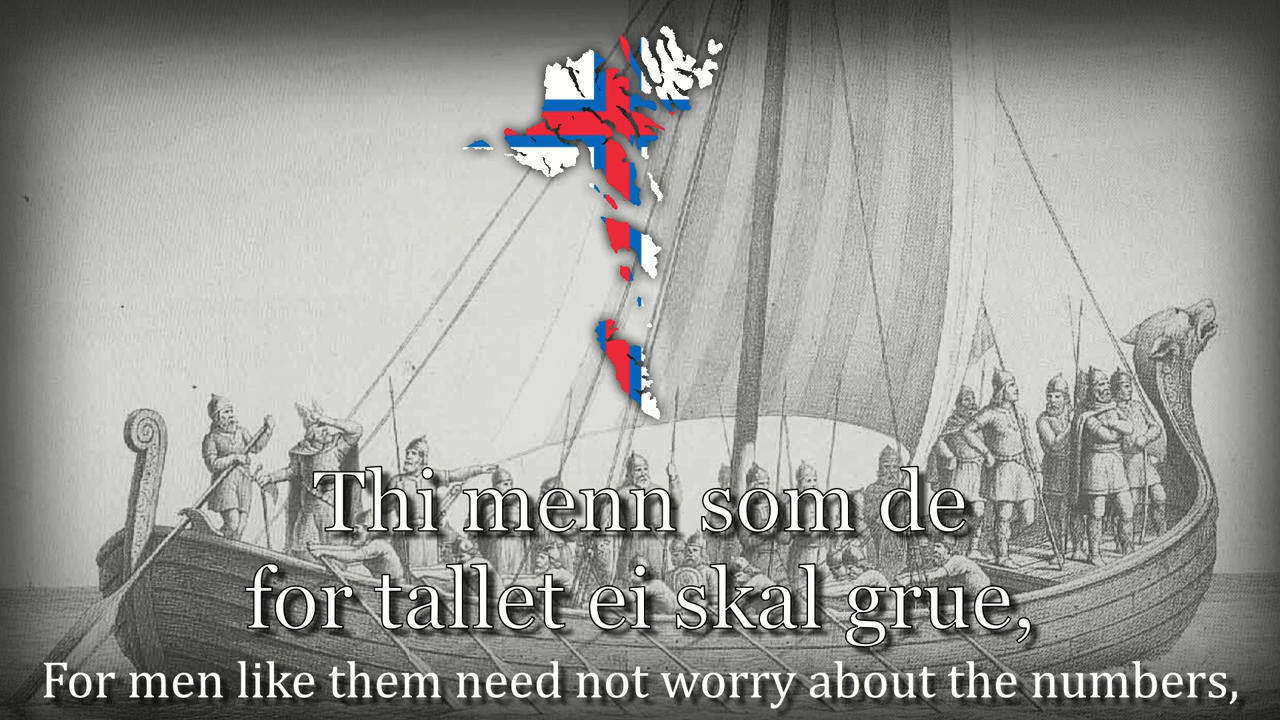 Thi menn som de
for tallet ei skal grue,
For men like them need not worry about the numbers,